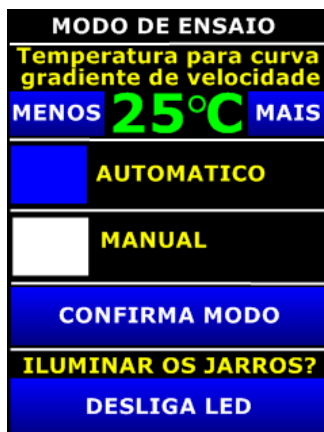 MODO DE ENSAIO
Temperatura para curva
gradiente de velocidade
MENOS 25°C MAIS
AUTOMATICO
MANUAL
CONFIRMA MODO
ILUMINAR OS JARROS?
DESLIGA LED